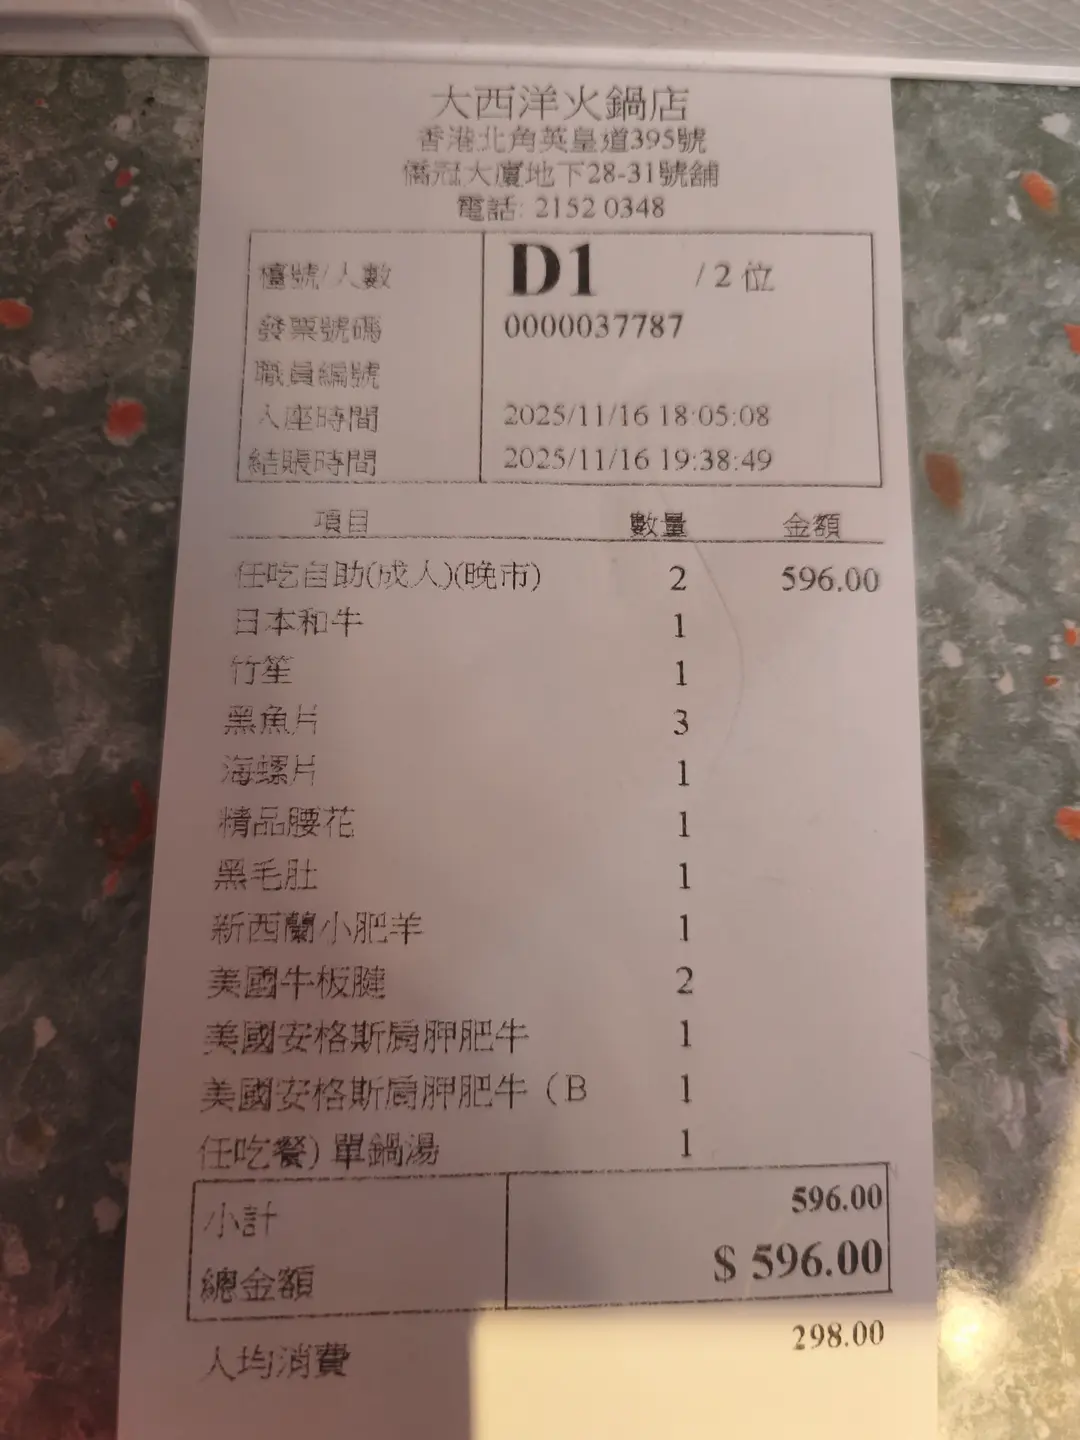 大西洋火鍋店
香港北角英皇道395號
僑冠大廈地下28-31號舖
電話: 2152 0348
檯號/人數 D1 / 2 位
發票號碼 0000037787
職員編號
入座時間 2025/11/16 18:05:08
結賬時間 2025/11/16 19:38:49
項目 數量 金額
任吃自助(成人)(晚市) 2 596.00
日本和牛 1
竹笙 1
黑魚片 3
海螺片 1
精品腰花 1
黑毛肚 1
新西蘭小肥羊 1
美國牛板腱 2
美國安格斯肩胛肥牛 1
美國安格斯肩胛肥牛（B 1
任吃餐) 單鍋湯 1
小計 596.00
總金額 $ 596.00
人均消費 298.00